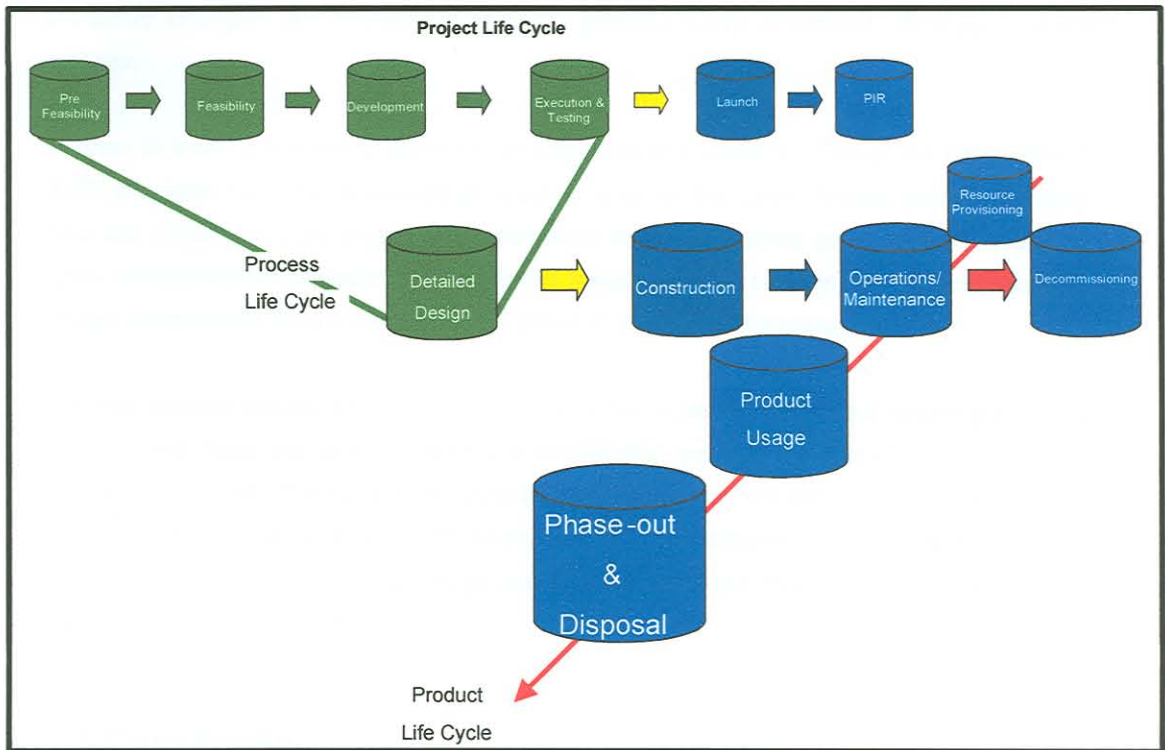 Project Life Cycle
Pre
Feasibility
Feasibility
Development
Execution &
Testing
Launch
PIR
Resource
Provisioning
Process
Life Cycle
Detailed
Design
Construction
Operations/
Maintenance
Decommissioning
Product
Usage
Phase-out
&
Disposal
Product
Life Cycle